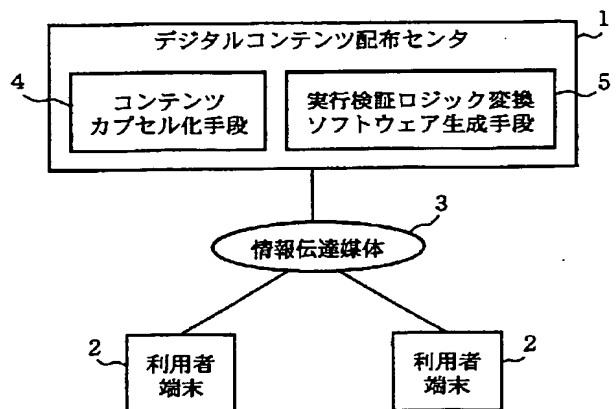 デジタルコンテンツ配布センタ
1
4
コンテンツ
カプセル化手段
実行検証ロジック変換
ソフトウェア生成手段
5
3
情報伝達媒体
2
利用者
端末
利用者
端末
2